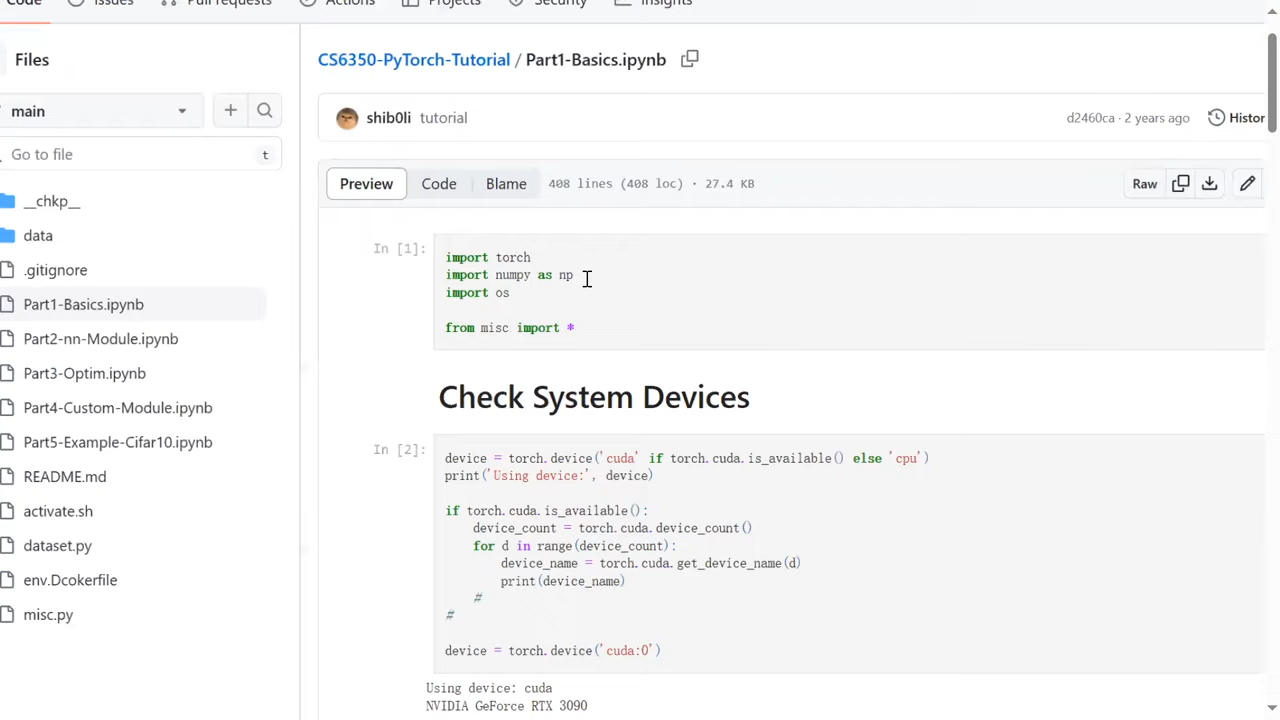 Code Issues Pull requests Actions Projects Security Insights
Files
main
Go to file t
__chkp__
data
.gitignore
Part1-Basics.ipynb
Part2-nn-Module.ipynb
Part3-Optim.ipynb
Part4-Custom-Module.ipynb
Part5-Example-Cifar10.ipynb
README.md
activate.sh
dataset.py
env.Dcokerfile
misc.py
CS6350-PyTorch-Tutorial / Part1-Basics.ipynb
shib0li tutorial
d2460ca · 2 years ago Histor
Preview Code Blame 408 lines (408 loc) · 27.4 KB
Raw
In [1]:
import torch
import numpy as np
import os
from misc import *
Check System Devices
In [2]:
device = torch.device('cuda' if torch.cuda.is_available() else 'cpu')
print('Using device:', device)
if torch.cuda.is_available():
device_count = torch.cuda.device_count()
for d in range(device_count):
device_name = torch.cuda.get_device_name(d)
print(device_name)
#
#
device = torch.device('cuda:0')
Using device: cuda
NVIDIA GeForce RTX 3090